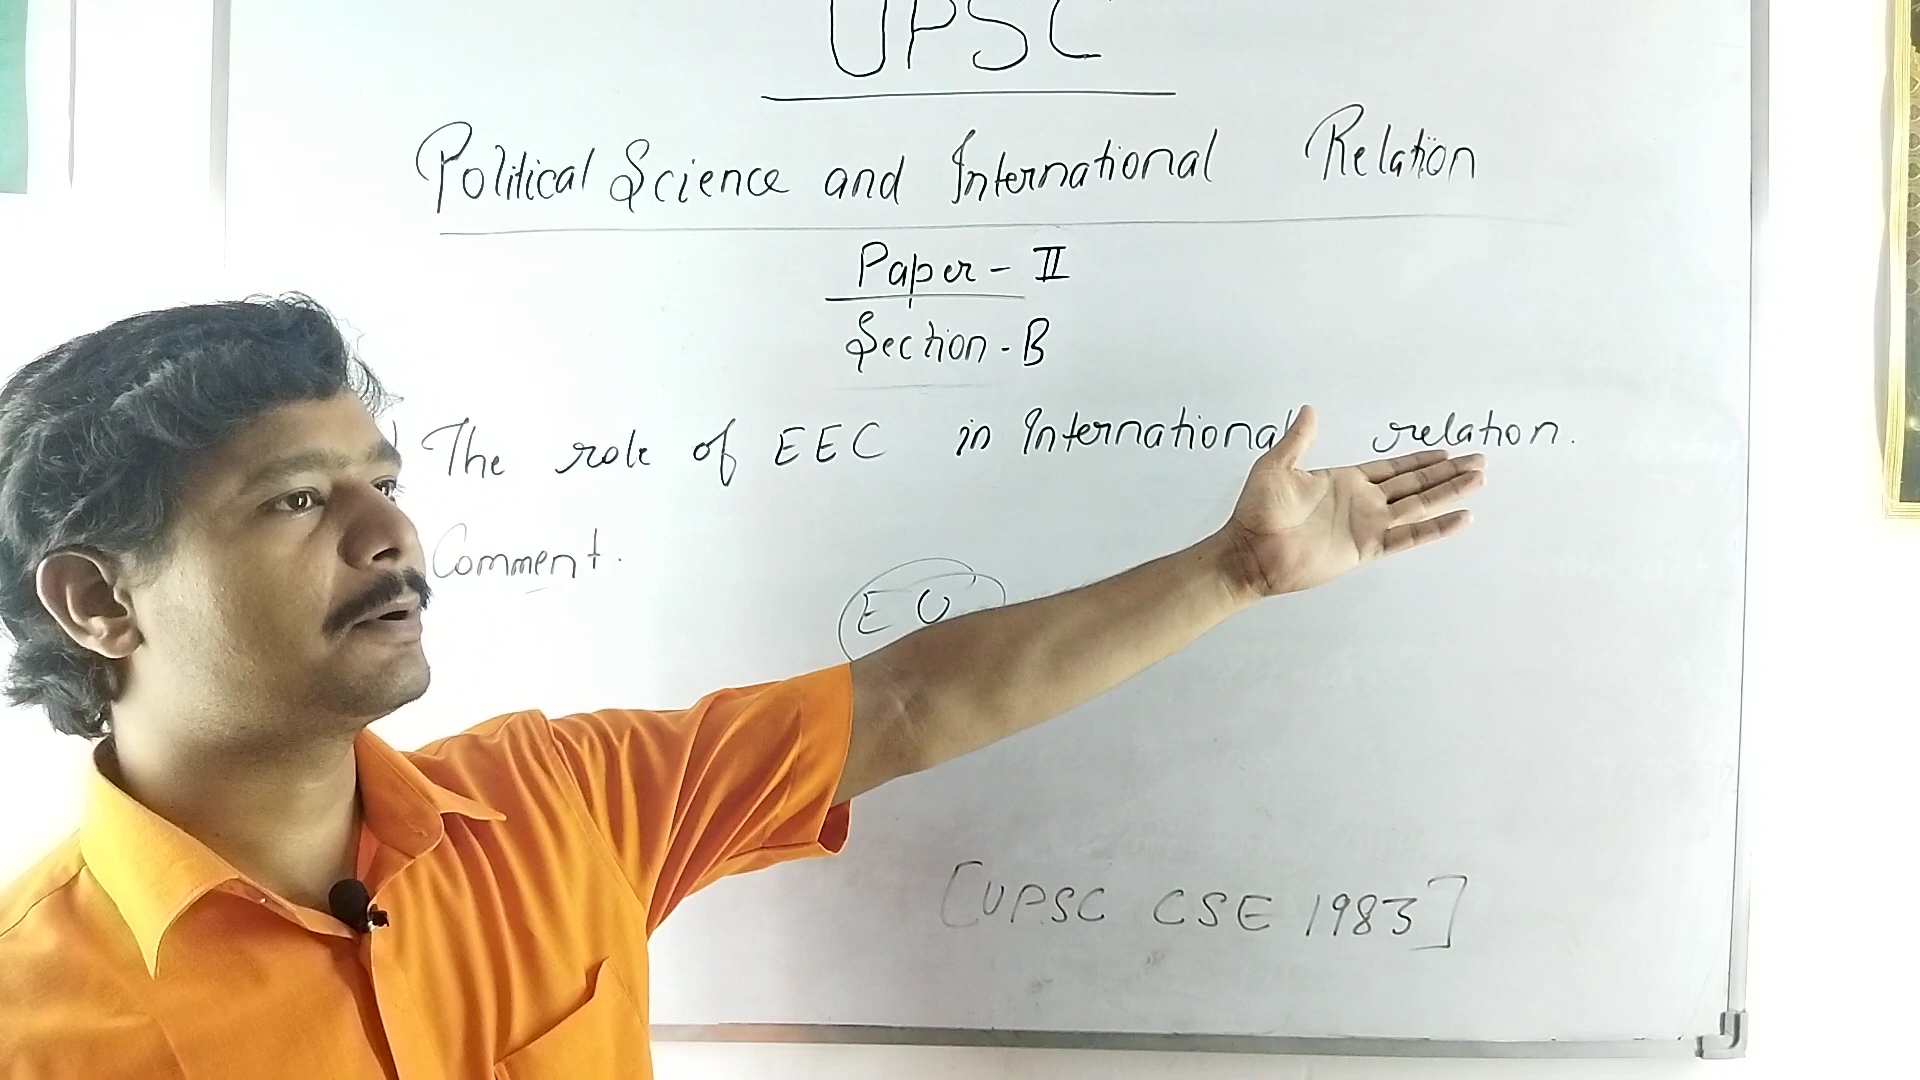 UPSC
Political Science and International Relation
Paper - II
Section - B
The role of EEC in International relation.
Comment.
EU
[UPSC CSE 1983]